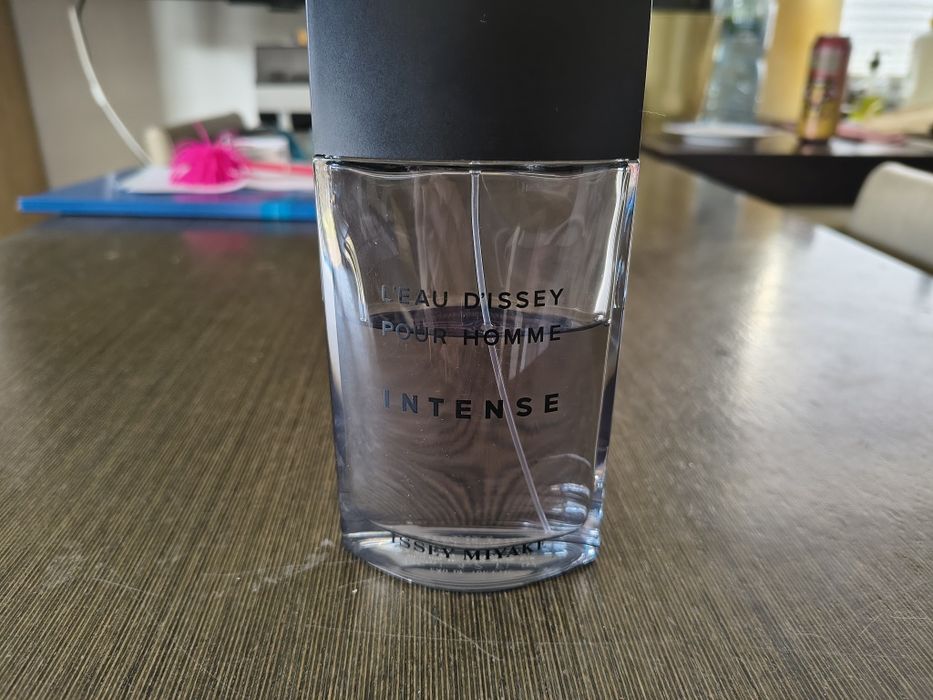 L'EAU D'ISSEY
POUR HOMME
INTENSE
ISSEY MIYAKE